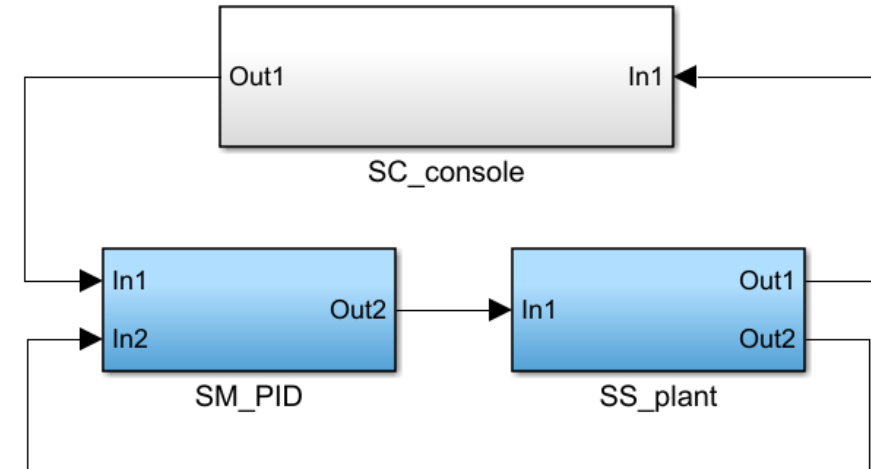 Out1
In1
SC_console
In1
Out1
Out2
In1
In2
Out2
SM_PID
SS_plant